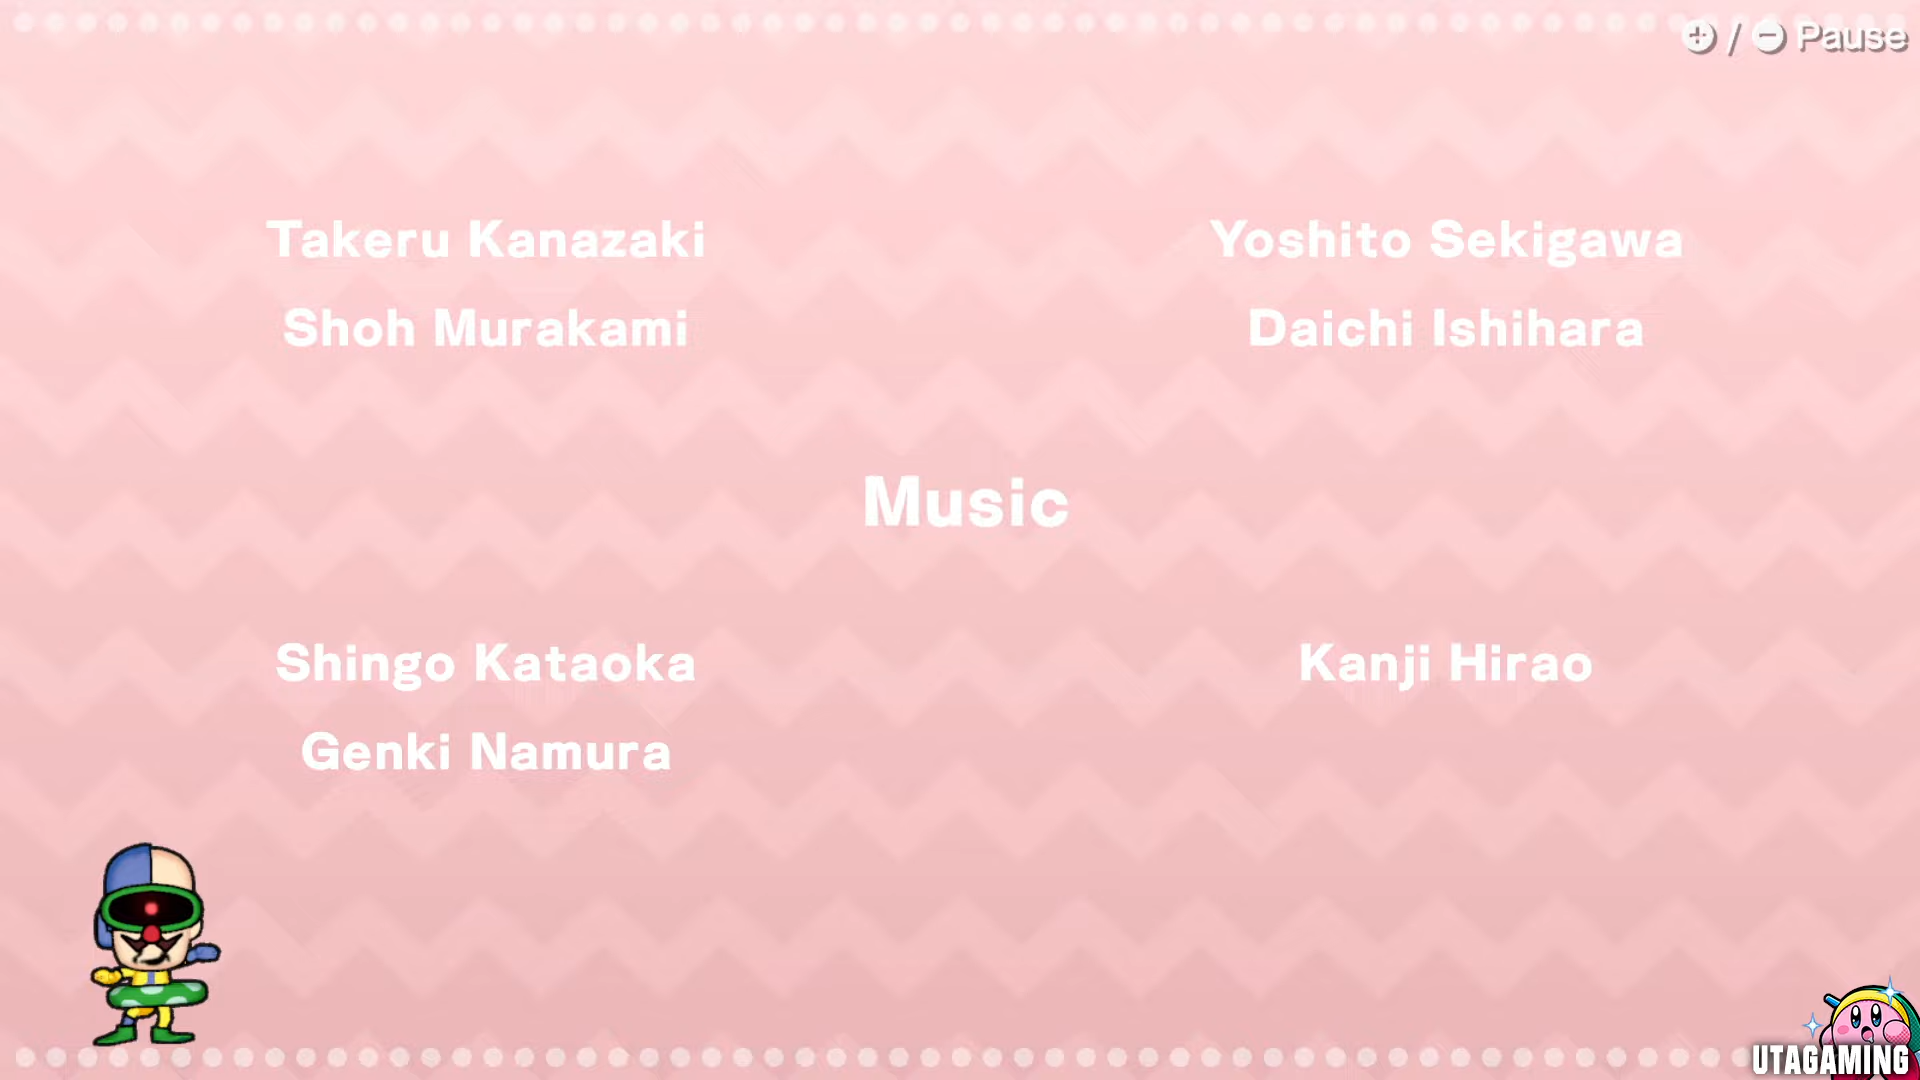 + / - Pause
Takeru Kanazaki Yoshito Sekigawa
Shoh Murakami Daichi Ishihara
Music
Shingo Kataoka Kanji Hirao
Genki Namura
UTAGAMING